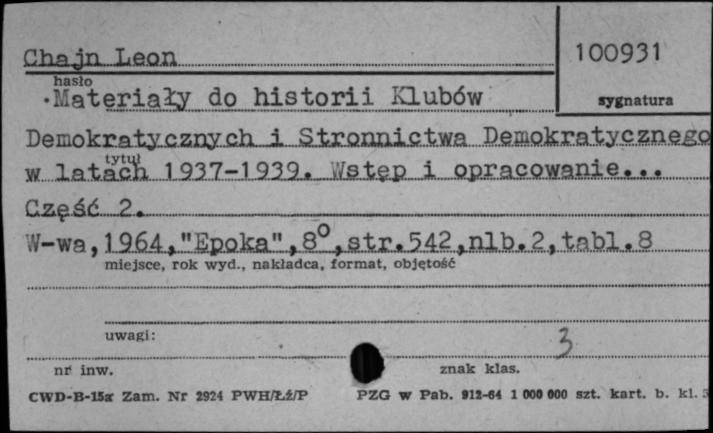 Chajn Leon
100931
hasło
sygnatura
.Materiały do historii Klubów
Demokratycznych i Stronnictwa Demokratycznego
tytuł
w latach 1937-1939. Wstęp i opracowanie...
Część 2.
W-wa,1964,"Epoka",8°,str.542,nlb.2,tabl.8
miejsce, rok wyd., nakładca, format, objętość
uwagi:
3
nr inw.
znak klas.
CWD-B-15a Zam. Nr 2924 PWH/Łź/P
PZG w Pab. 912-64 1 000 000 szt. kart. b. kl. 5